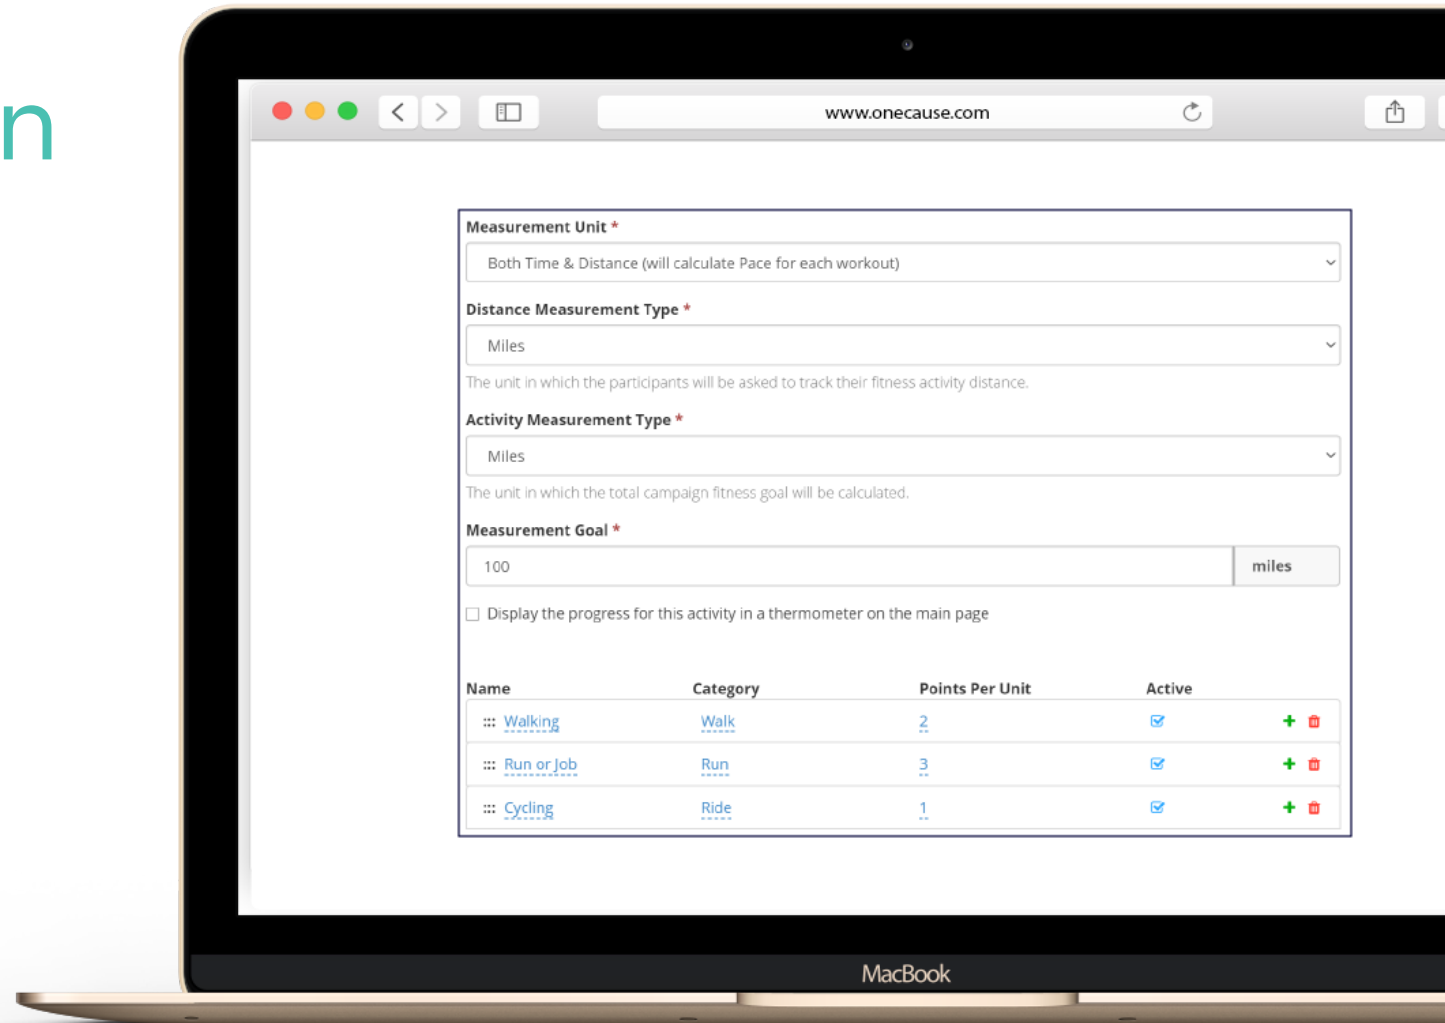 n
www.onecause.com
Measurement Unit *
Both Time & Distance (will calculate Pace for each workout)
Distance Measurement Type *
Miles
The unit in which the participants will be asked to track their fitness activity distance.
Activity Measurement Type *
Miles
The unit in which the total campaign fitness goal will be calculated.
Measurement Goal *
100 miles
Display the progress for this activity in a thermometer on the main page
Name Category Points Per Unit Active
Walking Walk 2
Run or Job Run 3
Cycling Ride 1
MacBook